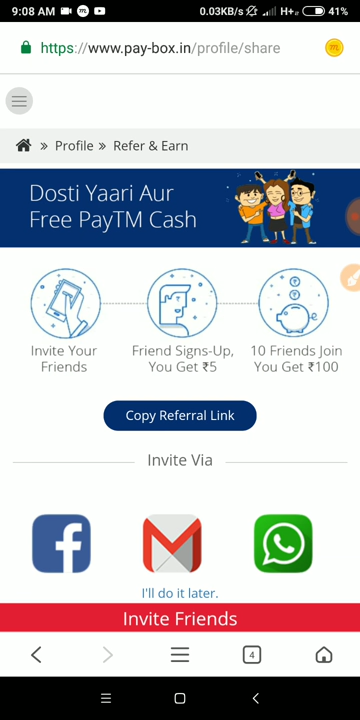 9:08 AM
0.03KB/s
H+
41%
https://www.pay-box.in/profile/share
» Profile » Refer & Earn
Dosti Yaari Aur
Free PayTM Cash
Invite Your
Friends
Friend Signs-Up,
You Get ₹5
10 Friends Join
You Get ₹100
Copy Referral Link
Invite Via
I'll do it later.
Invite Friends
4